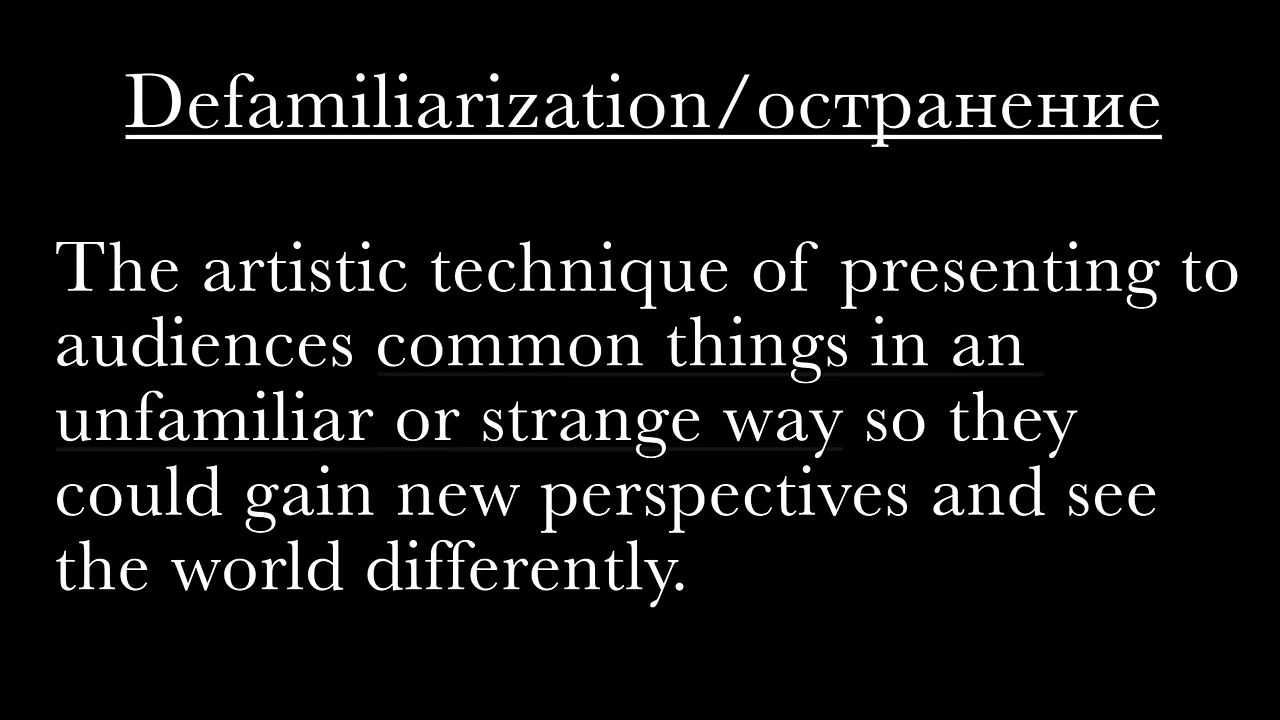 Defamiliarization/остранение
The artistic technique of presenting to
audiences common things in an
unfamiliar or strange way so they
could gain new perspectives and see
the world differently.